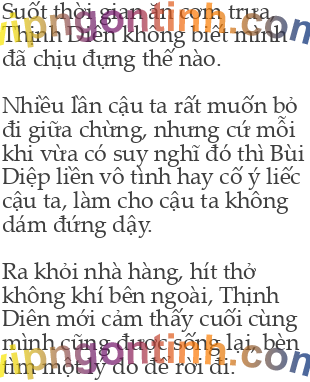 Suốt thời gian ăn cơm trưa,
Thịnh Diên không biết mình
đã chịu đựng thế nào.
Nhiều lần cậu ta rất muốn bỏ
đi giữa chừng, nhưng cứ mỗi
khi vừa có suy nghĩ đó thì Bùi
Diệp liền vô tình hay cố ý liếc
cậu ta, làm cho cậu ta không
dám đứng dậy.
Ra khỏi nhà hàng, hít thở
không khí bên ngoài, Thịnh
Diên mới cảm thấy cuối cùng
mình cũng được sống lại, bèn
tìm một lý do để rời đi.
vipngontinh.com
vipngontinh.com